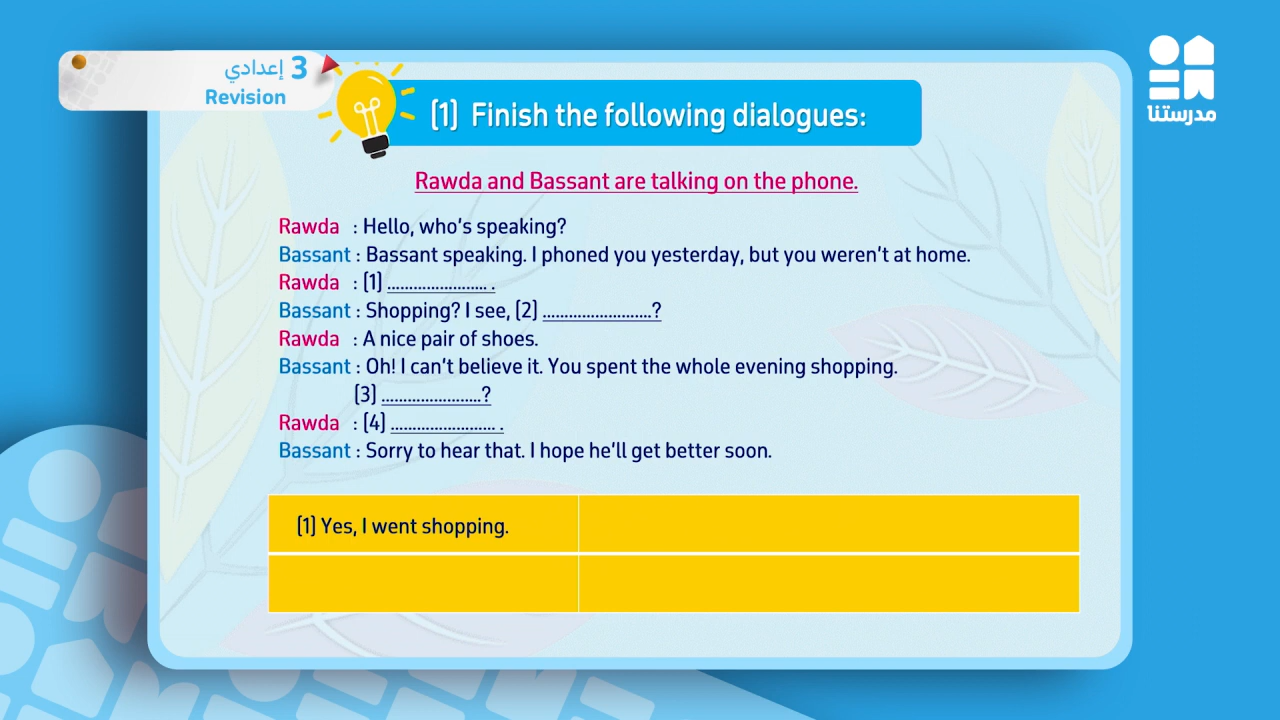 3 إعدادي
Revision
مدرستنا
(1) Finish the following dialogues:
Rawda and Bassant are talking on the phone.
Rawda : Hello, who's speaking?
Bassant : Bassant speaking. I phoned you yesterday, but you weren't at home.
Rawda : (1) ...................... .
Bassant : Shopping? I see, (2) ........................?
Rawda : A nice pair of shoes.
Bassant : Oh! I can't believe it. You spent the whole evening shopping.
(3) ......................?
Rawda : (4) ....................... .
Bassant : Sorry to hear that. I hope he'll get better soon.
(1) Yes, I went shopping.